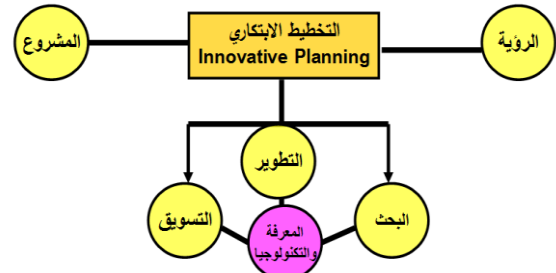 التخطيط الابتكاري
Innovative Planning
الرؤية
المشروع
التطوير
البحث
التسويق
المعرفة
والتكنولوجيا